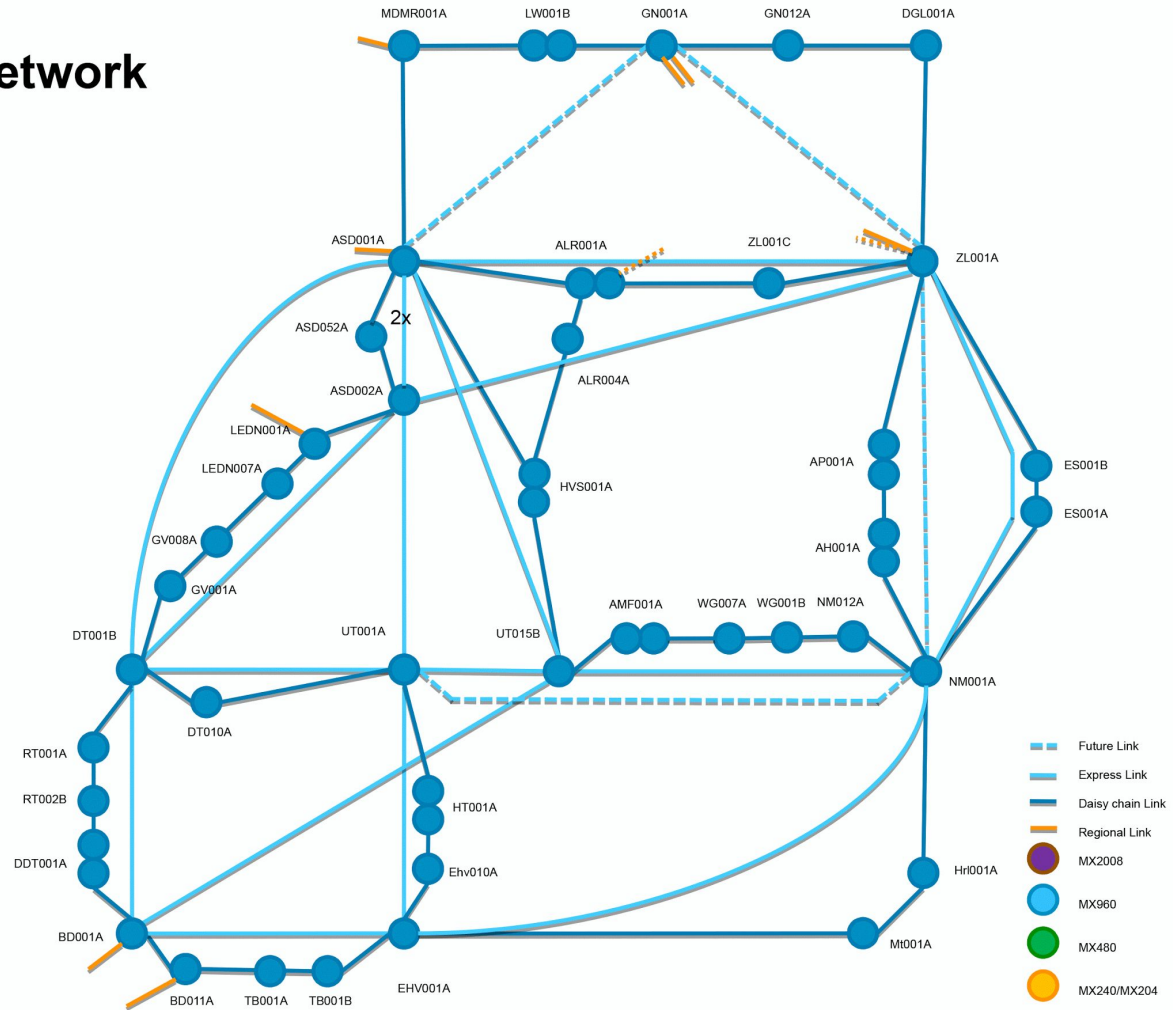 MDMR001A
LW001B
GN001A
GN012A
DGL001A
etwork
ASD001A
ALR001A
ZL001C
ZL001A
ASD052A
2x
ALR004A
ASD002A
LEDN001A
LEDN007A
AP001A
ES001B
HVS001A
ES001A
GV008A
AH001A
GV001A
AMF001A
WG007A
WG001B
NM012A
DT001B
UT001A
UT015B
NM001A
DT010A
RT001A
Future Link
Express Link
RT002B
Daisy chain Link
HT001A
Regional Link
DDT001A
MX2008
Ehv010A
Hrl001A
MX960
BD001A
Mt001A
MX480
EHV001A
MX240/MX204
BD011A
TB001A
TB001B